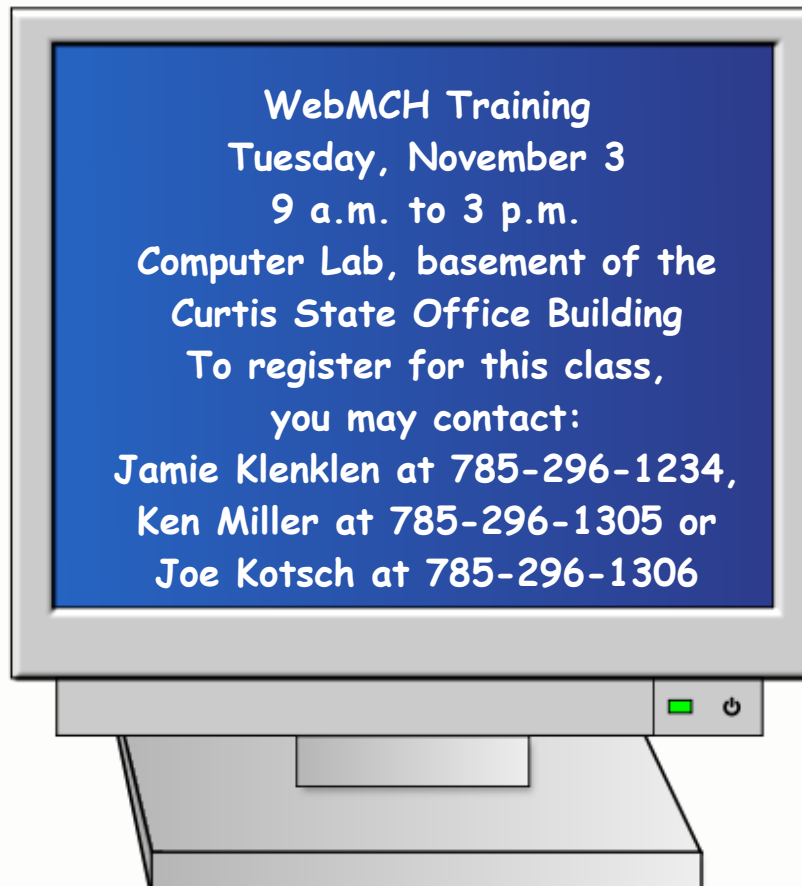 WebMCH Training
Tuesday, November 3
9 a.m. to 3 p.m.
Computer Lab, basement of the
Curtis State Office Building
To register for this class,
you may contact:
Jamie Klenklen at 785-296-1234,
Ken Miller at 785-296-1305 or
Joe Kotsch at 785-296-1306